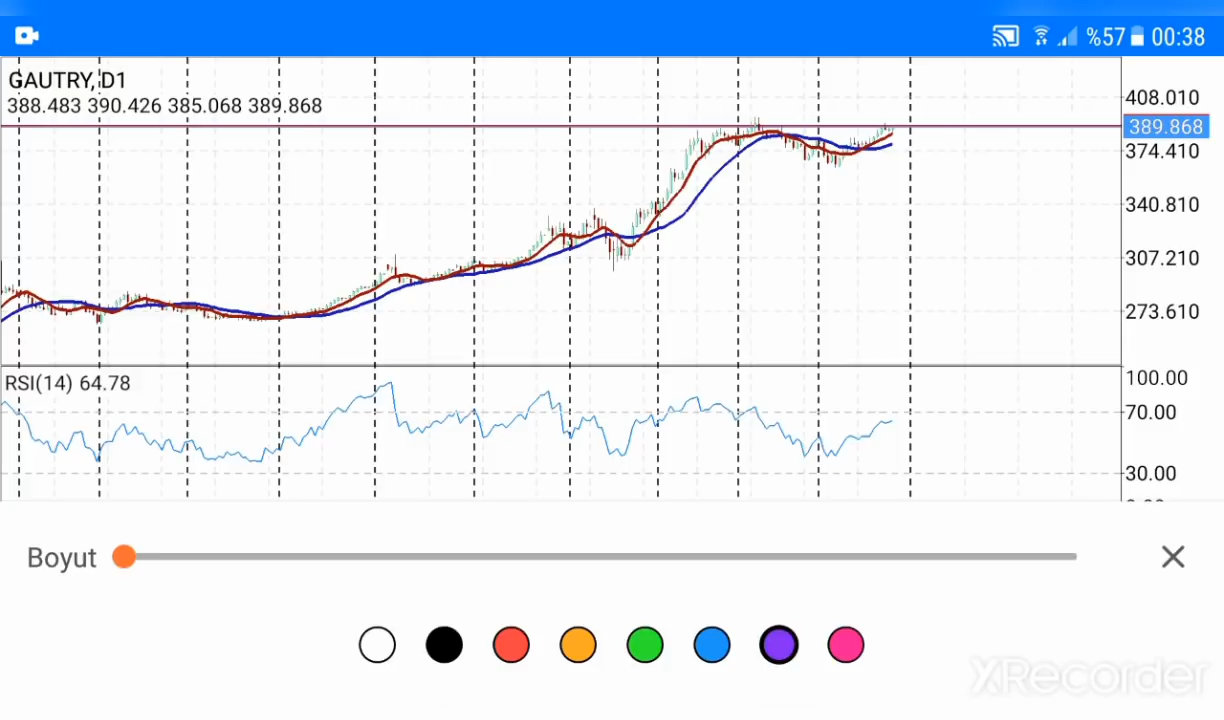 %57 00:38
GAUTRY,D1
388.483 390.426 385.068 389.868
408.010
389.868
374.410
340.810
307.210
273.610
RSI(14) 64.78
100.00
70.00
30.00
Boyut
XRecorder